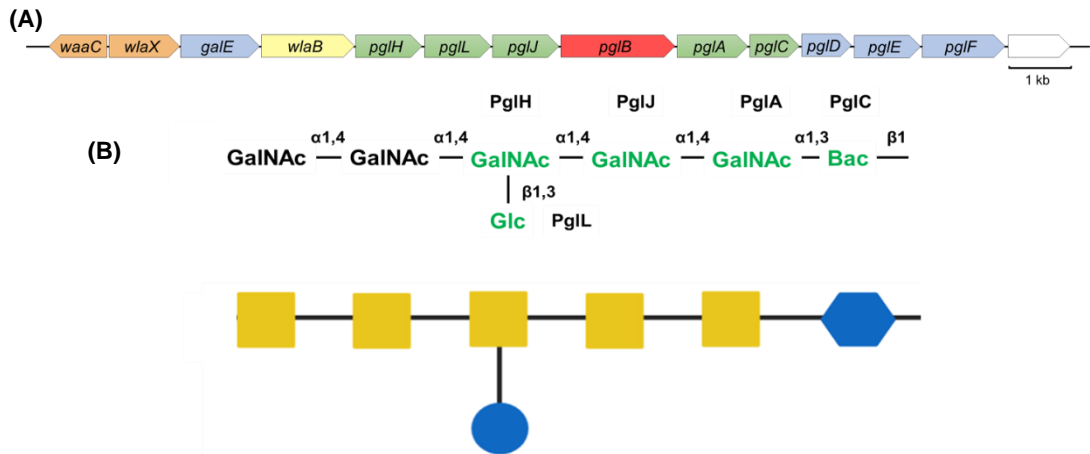 (A)
waaC wlaX galE wlaB pglH pglL pglJ pglB pglA pglC pglD pglE pglF
1 kb
PglH PglJ PglA PglC
(B)
α1,4 α1,4 α1,4 α1,4 α1,3 β1
GalNAc GalNAc GalNAc GalNAc GalNAc Bac
β1,3
Glc PglL